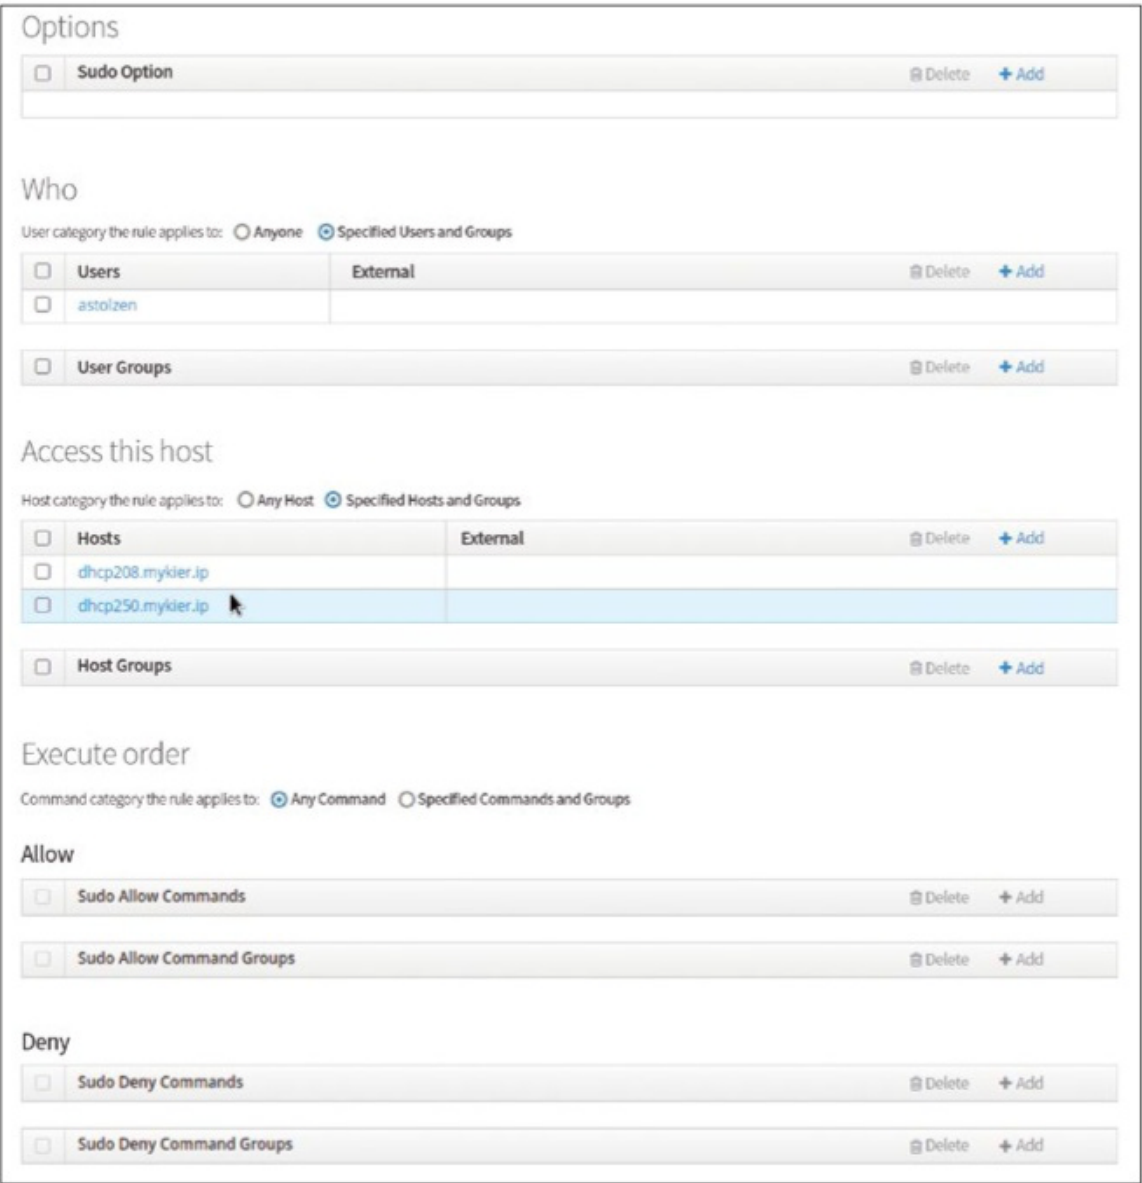 Options
Sudo Option Delete + Add
Who
User category the rule applies to: Anyone Specified Users and Groups
Users External Delete + Add
astolzen
User Groups Delete + Add
Access this host
Host category the rule applies to: Any Host Specified Hosts and Groups
Hosts External Delete + Add
dhcp208.mykier.ip
dhcp250.mykier.ip
Host Groups Delete + Add
Execute order
Command category the rule applies to: Any Command Specified Commands and Groups
Allow
Sudo Allow Commands Delete + Add
Sudo Allow Command Groups Delete + Add
Deny
Sudo Deny Commands Delete + Add
Sudo Deny Command Groups Delete + Add